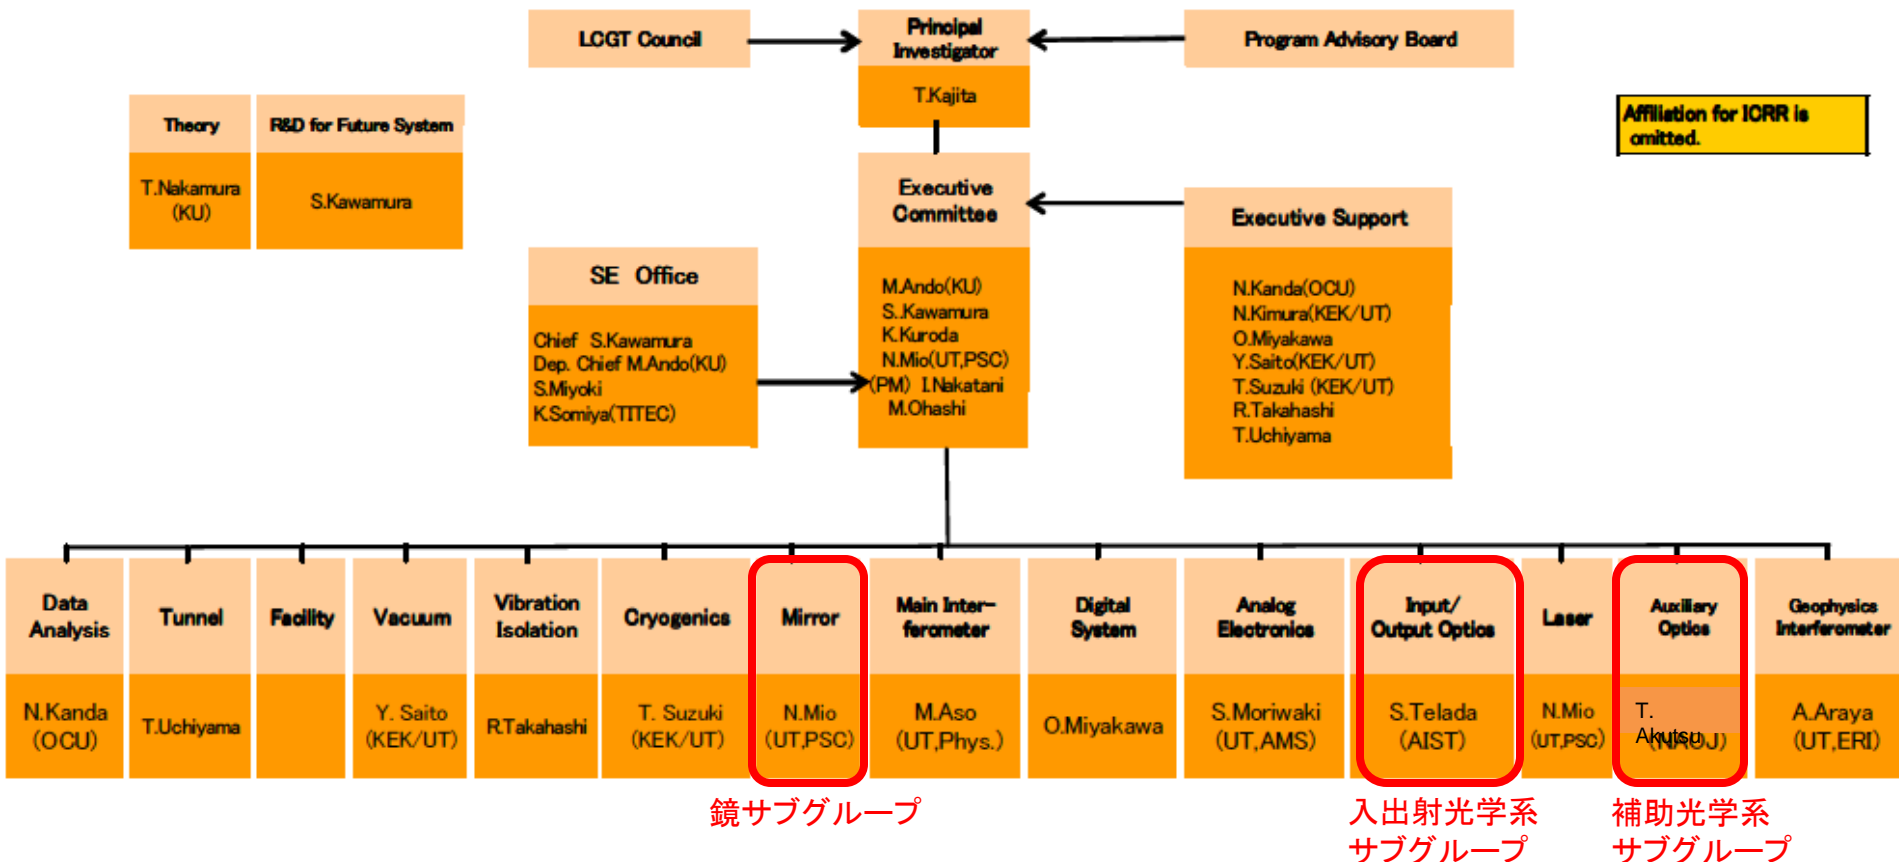 LCGT Council
Principal
Investigator
Program Advisory Board
T.Kajita
Theory
R&D for Future System
T.Nakamura
(KU)
S.Kawamura
Affiliation for ICRR is
omitted.
Executive
Committee
Executive Support
SE Office
M.Ando(KU)
S..Kawamura
K.Kuroda
N.Mio(UT,PSC)
(PM) I.Nakatani
M.Ohashi
N.Kanda(OCU)
N.Kimura(KEK/UT)
O.Miyakawa
Y.Saito(KEK/UT)
T.Suzuki (KEK/UT)
R.Takahashi
T.Uchiyama
Chief S.Kawamura
Dep. Chief M.Ando(KU)
S.Miyoki
K.Somiya(TITEC)
Data
Analysis
N.Kanda
(OCU)
Tunnel
T.Uchiyama
Facility
Vacuum
Y. Saito
(KEK/UT)
Vibration
Isolation
R.Takahashi
Cryogenics
T. Suzuki
(KEK/UT)
Mirror
N.Mio
(UT,PSC)
Main Inter-
ferometer
M.Aso
(UT,Phys.)
Digital
System
O.Miyakawa
Analog
Electronics
S.Moriwaki
(UT,AMS)
Input/
Output Optics
S.Telada
(AIST)
Laser
N.Mio
(UT,PSC)
Auxiliary
Optics
T.
Akutsu
(NAOJ)
Geophysics
Interferometer
A.Araya
(UT,ERI)
鏡サブグループ
入出射光学系
サブグループ
補助光学系
サブグループ